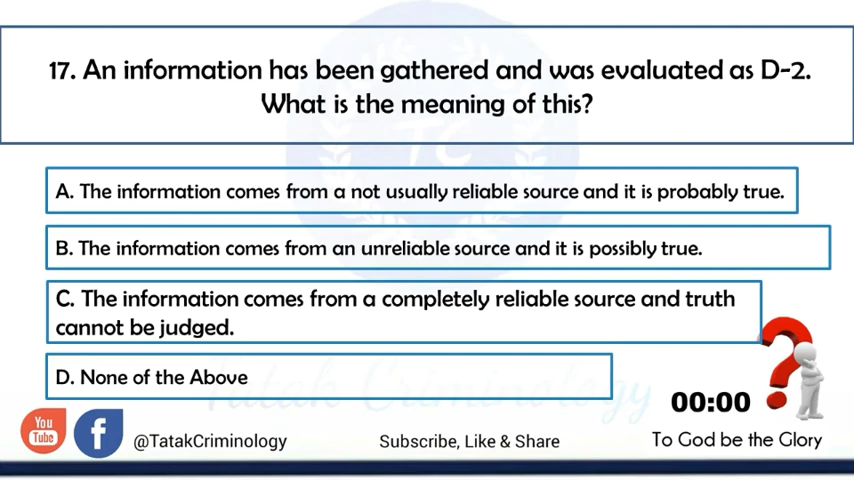 17. An information has been gathered and was evaluated as D-2.
What is the meaning of this?
TC
A. The information comes from a not usually reliable source and it is probably true.
B. The information comes from an unreliable source and it is possibly true.
C. The information comes from a completely reliable source and truth
cannot be judged.
D. None of the Above
Tatak Criminology
00:00
You
Tube
f
@TatakCriminology
Subscribe, Like & Share
To God be the Glory